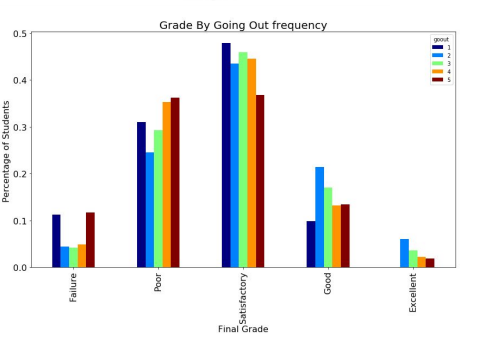 Grade By Going Out frequency
goout
1
2
3
4
5
0.5
0.4
0.3
0.2
0.1
0.0
Percentage of Students
Failure
Poor
Satisfactory
Good
Excellent
Final Grade